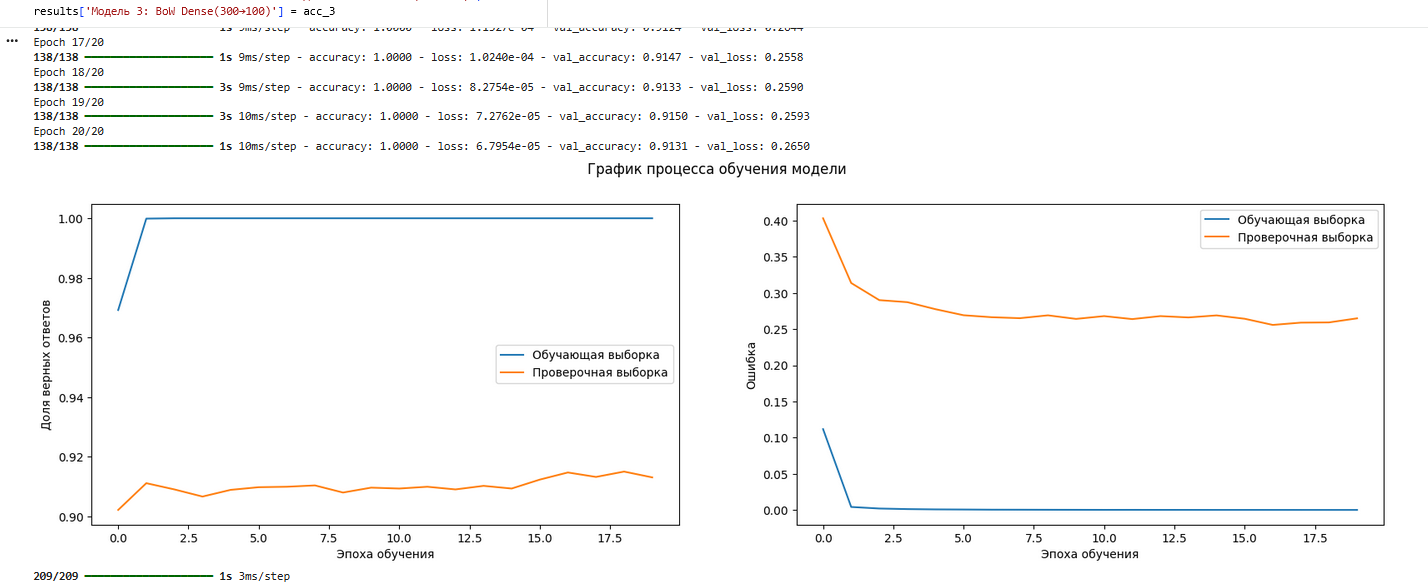 results['Модель 3: BoW Dense(300→100)'] = acc_3
Epoch 17/20
138/138 1s 9ms/step - accuracy: 1.0000 - loss: 1.0240e-04 - val_accuracy: 0.9147 - val_loss: 0.2558
Epoch 18/20
138/138 3s 9ms/step - accuracy: 1.0000 - loss: 8.2754e-05 - val_accuracy: 0.9133 - val_loss: 0.2590
Epoch 19/20
138/138 3s 10ms/step - accuracy: 1.0000 - loss: 7.2762e-05 - val_accuracy: 0.9150 - val_loss: 0.2593
Epoch 20/20
138/138 1s 10ms/step - accuracy: 1.0000 - loss: 6.7954e-05 - val_accuracy: 0.9131 - val_loss: 0.2650
График процесса обучения модели
Доля верных ответов
1.00
0.98
0.96
0.94
0.92
0.90
Обучающая выборка
Проверочная выборка
0.0 2.5 5.0 7.5 10.0 12.5 15.0 17.5
Эпоха обучения
Ошибка
0.40
0.35
0.30
0.25
0.20
0.15
0.10
0.05
0.00
Обучающая выборка
Проверочная выборка
0.0 2.5 5.0 7.5 10.0 12.5 15.0 17.5
Эпоха обучения
209/209 1s 3ms/step